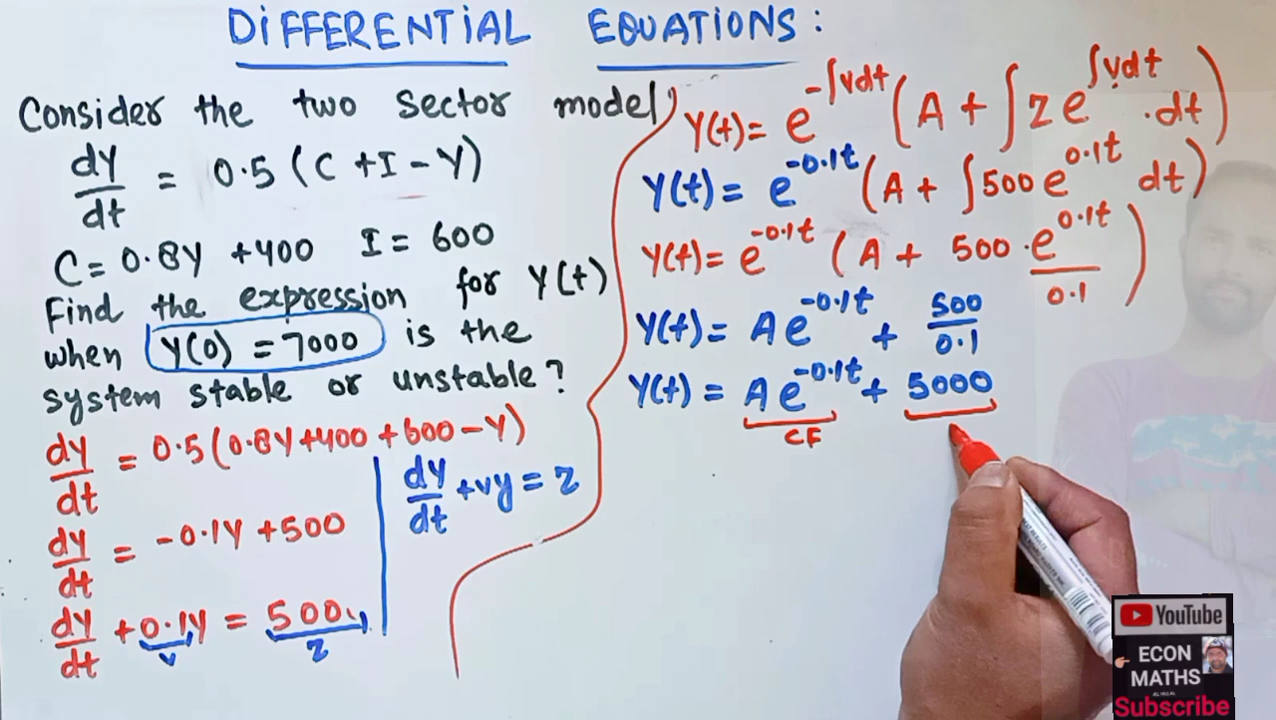 DIFFERENTIAL EQUATIONS:
Consider the two sector model,
dy/dt = 0.5 (C + I - Y)
C = 0.8Y + 400 I = 600
Find the expression for Y(t)
when Y(0) = 7000 is the
system stable or unstable?
dy/dt = 0.5 (0.8Y + 400 + 600 - Y)
dy/dt = -0.1Y + 500
dy/dt + 0.1Y = 500
v z
dy/dt + vy = z
Y(t) = e^{-∫vdt} (A + ∫ z e^{∫vdt} . dt)
Y(t) = e^{-0.1t} (A + ∫ 500 e^{0.1t} dt)
Y(t) = e^{-0.1t} (A + 500 . e^{0.1t}/0.1)
Y(t) = A e^{-0.1t} + 500/0.1
Y(t) = A e^{-0.1t} + 5000
CF
YouTube
ECON
MATHS
Subscribe